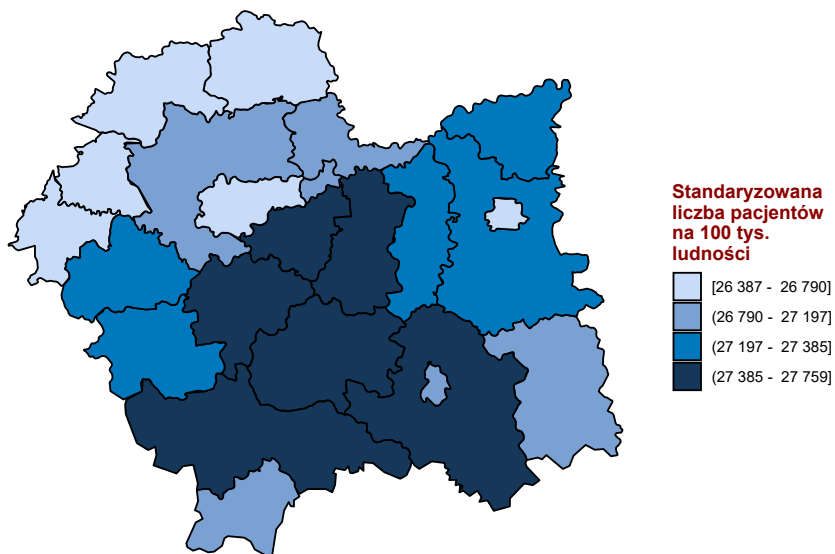 Standaryzowana
liczba pacjentów
na 100 tys.
ludności
[26 387 - 26 790]
(26 790 - 27 197]
(27 197 - 27 385]
(27 385 - 27 759]